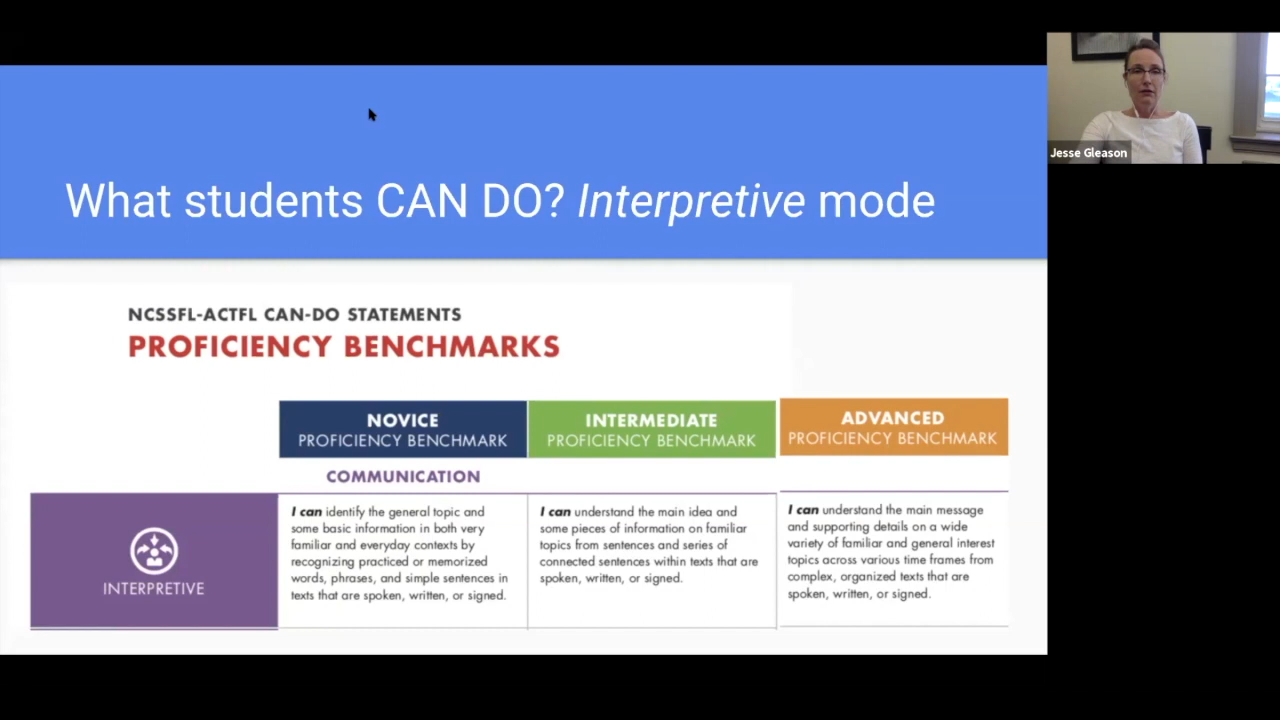 What students CAN DO? Interpretive mode
Jesse Gleason
NCSSFL-ACTFL CAN-DO STATEMENTS
PROFICIENCY BENCHMARKS
NOVICE
PROFICIENCY BENCHMARK
INTERMEDIATE
PROFICIENCY BENCHMARK
ADVANCED
PROFICIENCY BENCHMARK
COMMUNICATION
INTERPRETIVE
I can identify the general topic and
some basic information in both very
familiar and everyday contexts by
recognizing practiced or memorized
words, phrases, and simple sentences in
texts that are spoken, written, or signed.
I can understand the main idea and
some pieces of information on familiar
topics from sentences and series of
connected sentences within texts that are
spoken, written, or signed.
I can understand the main message
and supporting details on a wide
variety of familiar and general interest
topics across various time frames from
complex, organized texts that are
spoken, written, or signed.